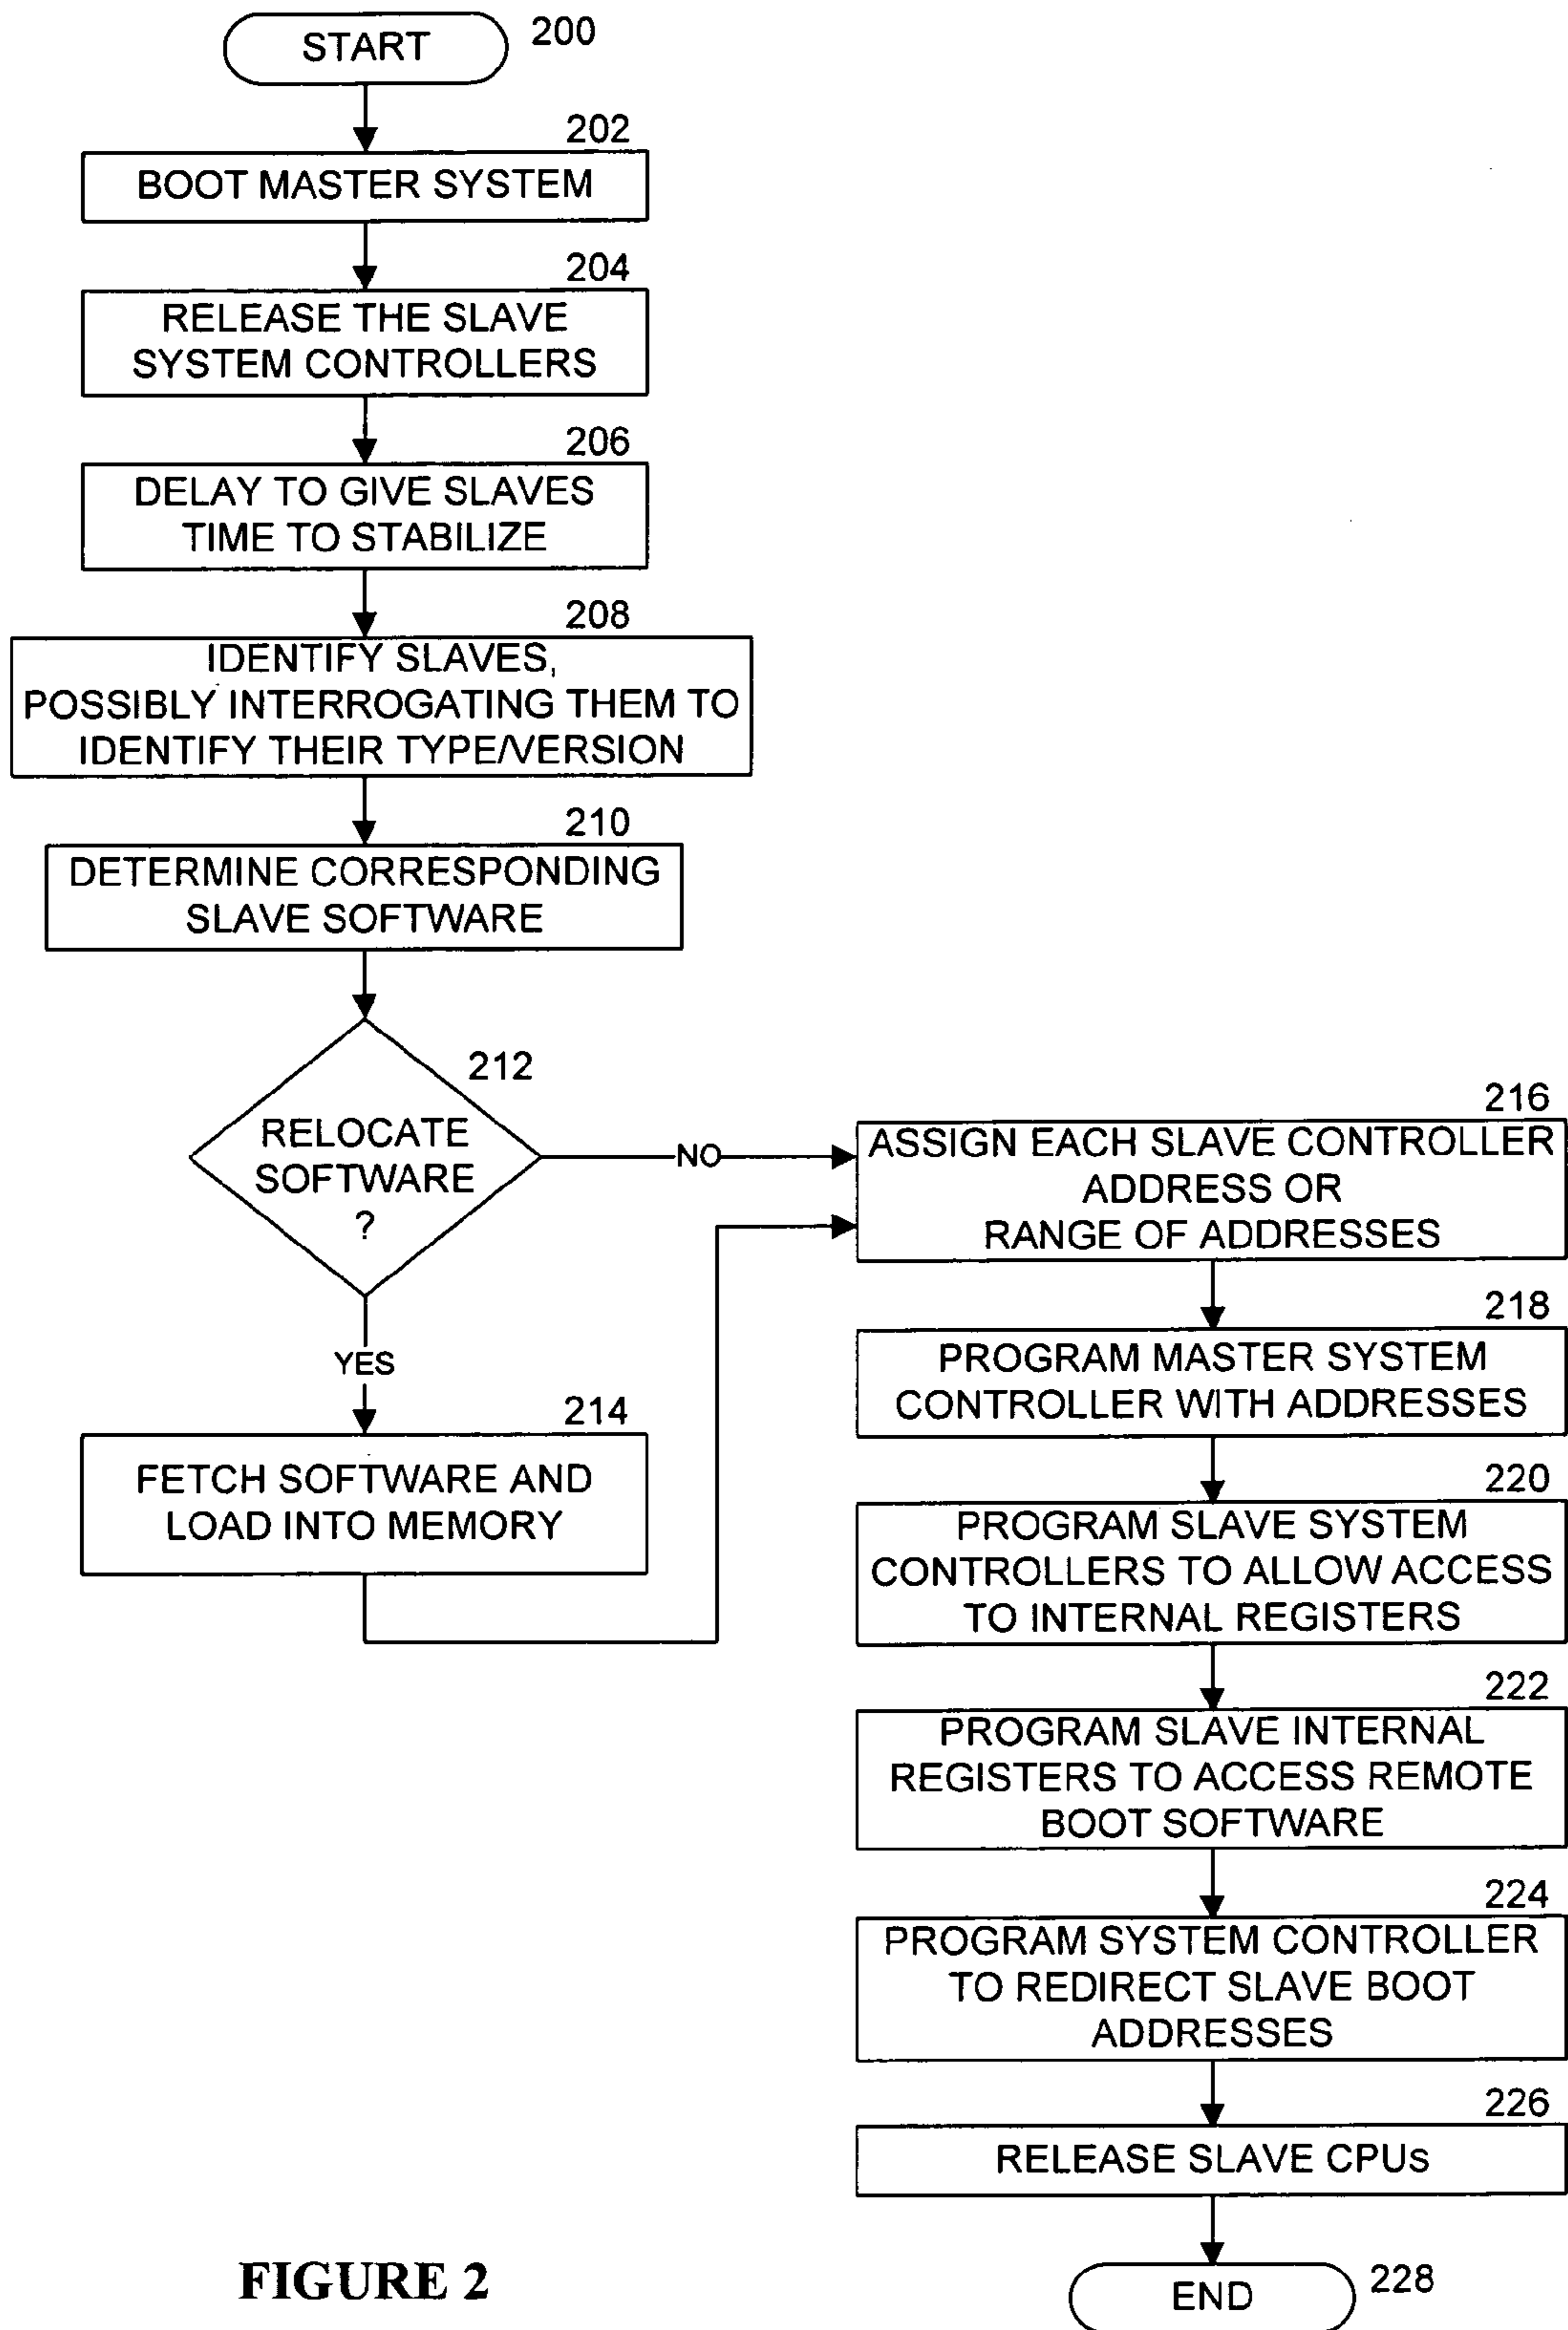 START
200
202
BOOT MASTER SYSTEM
204
RELEASE THE SLAVE
SYSTEM CONTROLLERS
206
DELAY TO GIVE SLAVES
TIME TO STABILIZE
208
IDENTIFY SLAVES,
POSSIBLY INTERROGATING THEM TO
IDENTIFY THEIR TYPE/VERSION
210
DETERMINE CORRESPONDING
SLAVE SOFTWARE
212
RELOCATE
SOFTWARE
?
NO
YES
214
FETCH SOFTWARE AND
LOAD INTO MEMORY
216
ASSIGN EACH SLAVE CONTROLLER
ADDRESS OR
RANGE OF ADDRESSES
218
PROGRAM MASTER SYSTEM
CONTROLLER WITH ADDRESSES
220
PROGRAM SLAVE SYSTEM
CONTROLLERS TO ALLOW ACCESS
TO INTERNAL REGISTERS
222
PROGRAM SLAVE INTERNAL
REGISTERS TO ACCESS REMOTE
BOOT SOFTWARE
224
PROGRAM SYSTEM CONTROLLER
TO REDIRECT SLAVE BOOT
ADDRESSES
226
RELEASE SLAVE CPUs
END
228
FIGURE 2